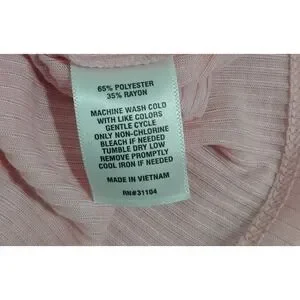 65% POLYESTER
35% RAYON
MACHINE WASH COLD
WITH LIKE COLORS
GENTLE CYCLE
ONLY NON-CHLORINE
BLEACH IF NEEDED
TUMBLE DRY LOW
REMOVE PROMPTLY
COOL IRON IF NEEDED
MADE IN VIETNAM
RN#31104